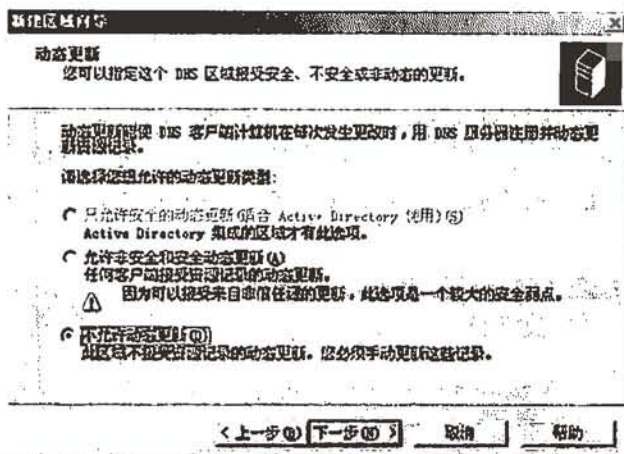 新建区域向导
动态更新
您可以指定这个 DNS 区域接受安全、不安全或非动态的更新。
动态更新能使 DNS 客户端计算机在每次发生更改时，用 DNS 服务器注册并动态更
新资源记录。
请选择您想允许的动态更新类型:
只允许安全的动态更新(适合 Active Directory 使用)(S)
Active Directory 集成的区域才有此选项。
允许非安全和安全动态更新(A)
任何客户端接受资源记录的动态更新。
因为可以接受来自非信任源的更新，此选项是一个较大的安全弱点。
不允许动态更新(D)
此区域不接受资源记录的动态更新。您必须手动更新这些记录。
< 上一步(B)
下一步(N) >
取消
帮助